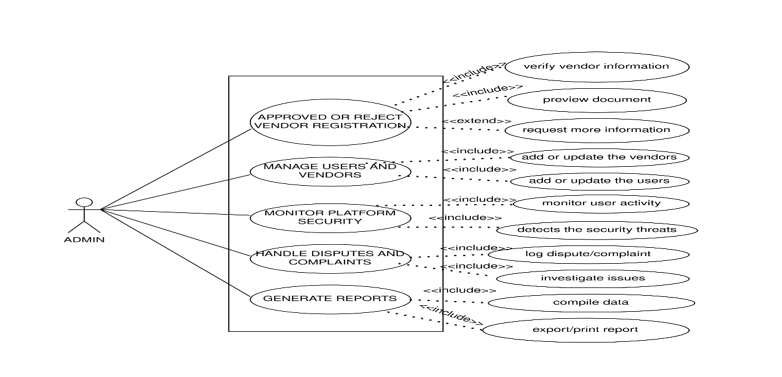 <<include>>
verify vendor information
<<include>>
preview document
APPROVED OR REJECT
VENDOR REGISTRATION
<<extend>>
request more information
<<include>>
add or update the vendors
MANAGE USERS AND
VENDORS
<<include>>
add or update the users
<<include>>
monitor user activity
MONITOR PLATFORM
SECURITY
<<include>>
detects the security threats
ADMIN
HANDLE DISPUTES AND
COMPLAINTS
<<include>>
log dispute/complaint
<<include>>
investigate issues
GENERATE REPORTS
<<include>>
compile data
<<include>>
export/print report